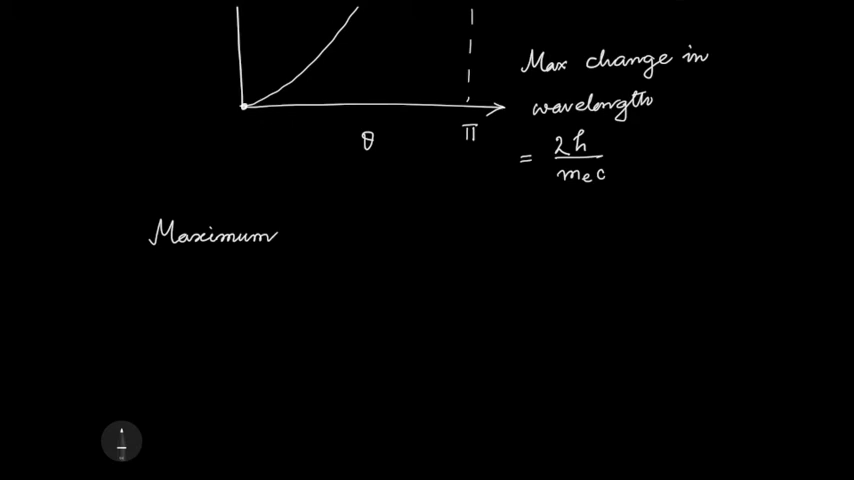 Max change in
wavelength
θ
π
= 2h / mₑc
Maximum